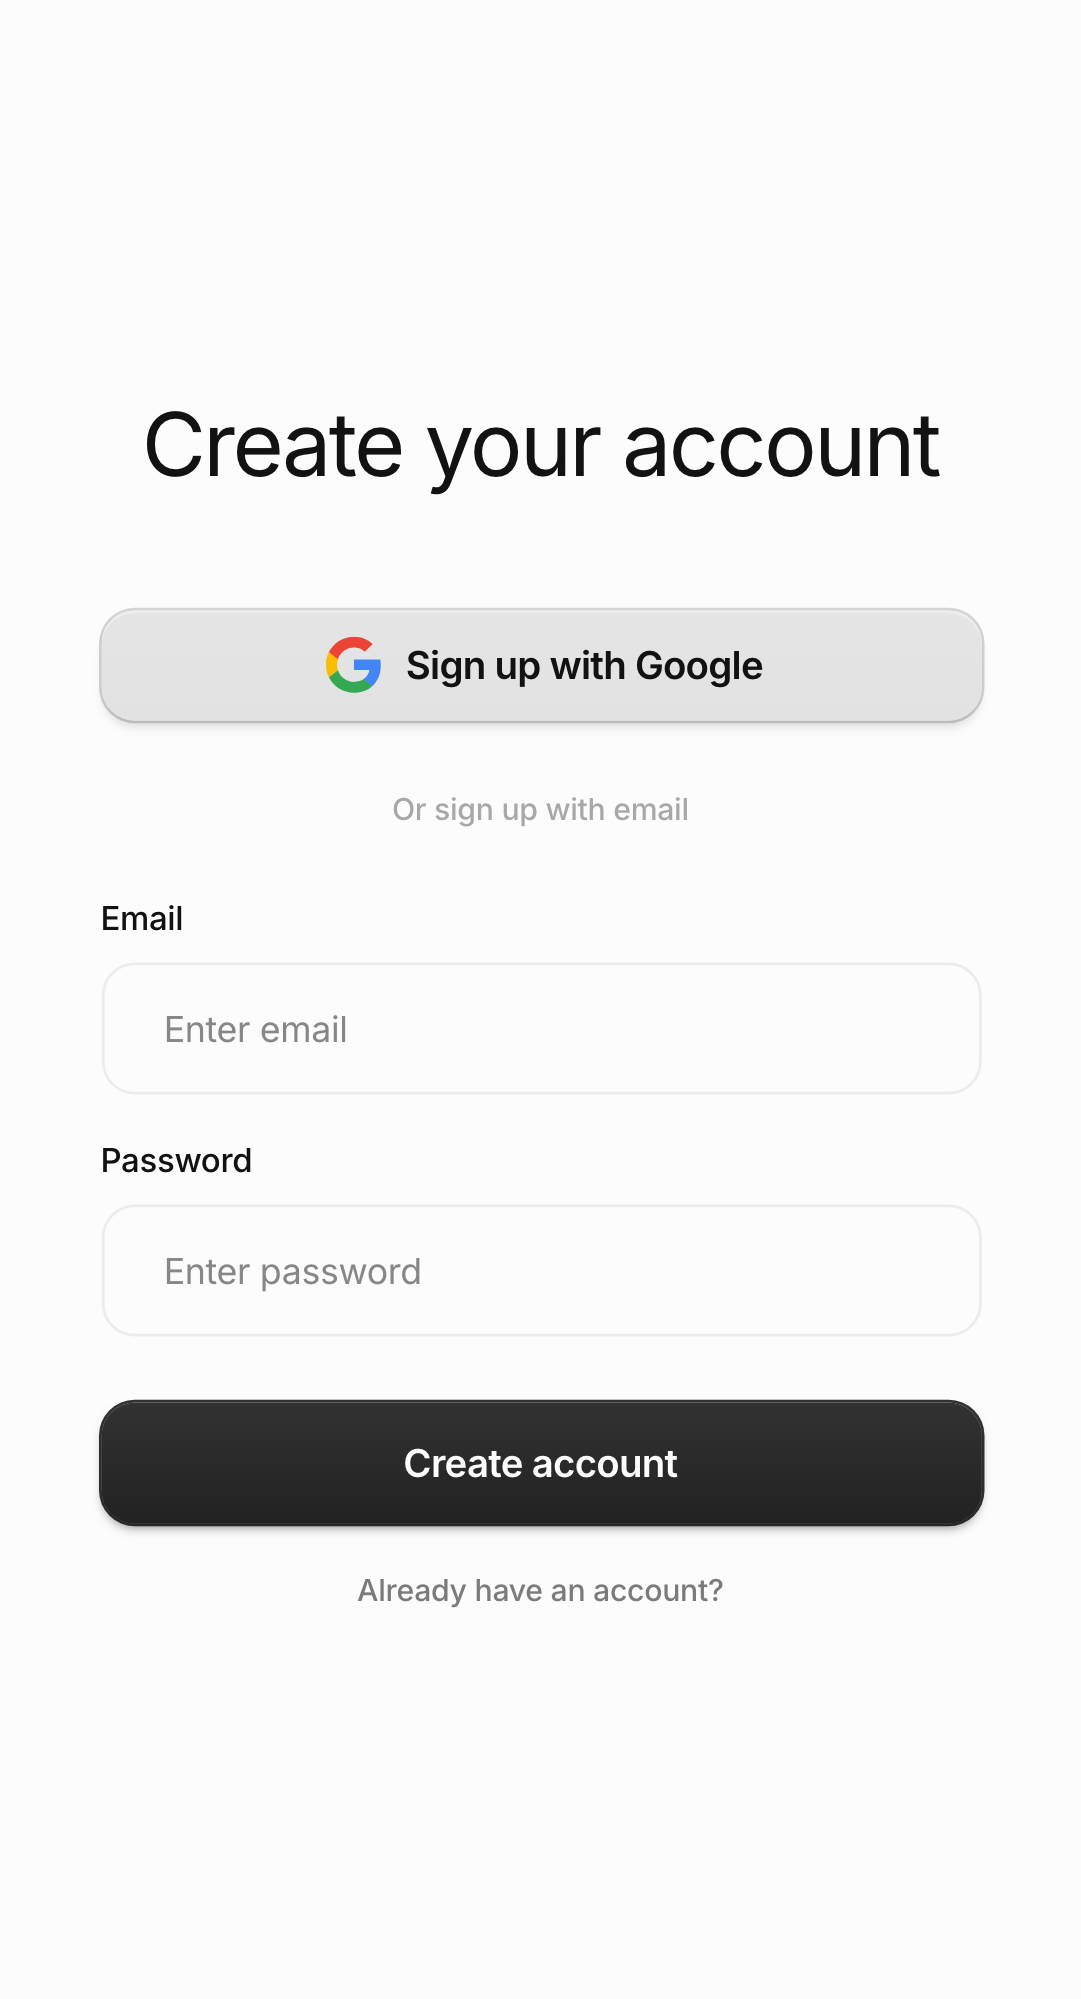 Create your account
Sign up with Google
Or sign up with email
Email
Enter email
Password
Enter password
Create account
Already have an account?